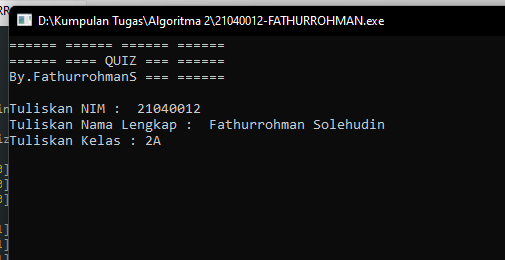 D:\Kumpulan Tugas\Algoritma 2\21040012-FATHURROHMAN.exe
====== ====== ====== ======
====== ==== QUIZ === ======
By.FathurrohmanS === ======
Tuliskan NIM :  21040012
Tuliskan Nama Lengkap :  Fathurrohman Solehudin
Tuliskan Kelas : 2A